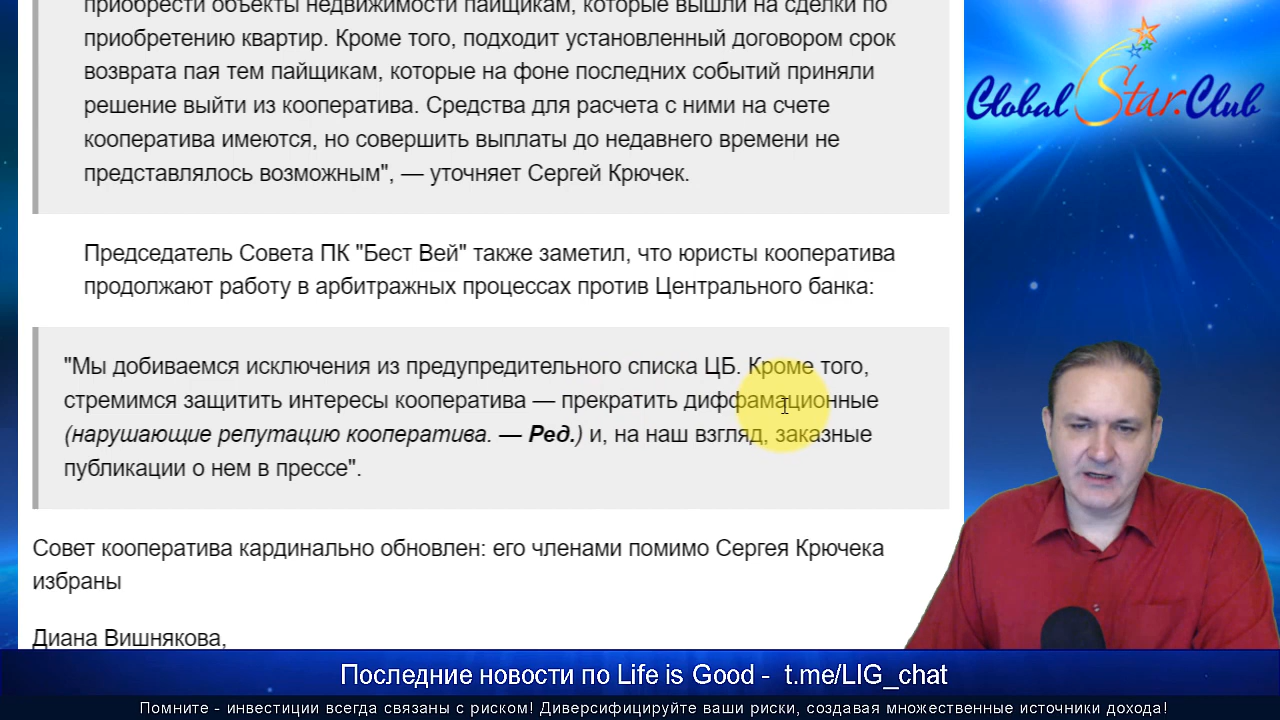 приобрести объекты недвижимости пайщикам, которые вышли на сделки по
приобретению квартир. Кроме того, подходит установленный договором срок
возврата пая тем пайщикам, которые на фоне последних событий приняли
решение выйти из кооператива. Средства для расчета с ними на счете
кооператива имеются, но совершить выплаты до недавнего времени не
представлялось возможным", — уточняет Сергей Крючек.
Председатель Совета ПК "Бест Вей" также заметил, что юристы кооператива
продолжают работу в арбитражных процессах против Центрального банка:
"Мы добиваемся исключения из предупредительного списка ЦБ. Кроме того,
стремимся защитить интересы кооператива — прекратить диффамационные
(нарушающие репутацию кооператива. — Ред.) и, на наш взгляд, заказные
публикации о нем в прессе".
Совет кооператива кардинально обновлен: его членами помимо Сергея Крючека
избраны
Диана Вишнякова,
Global Star.Club
Последние новости по Life is Good - t.me/LIG_chat
Помните - инвестиции всегда связаны с риском! Диверсифицируйте ваши риски, создавая множественные источники дохода!